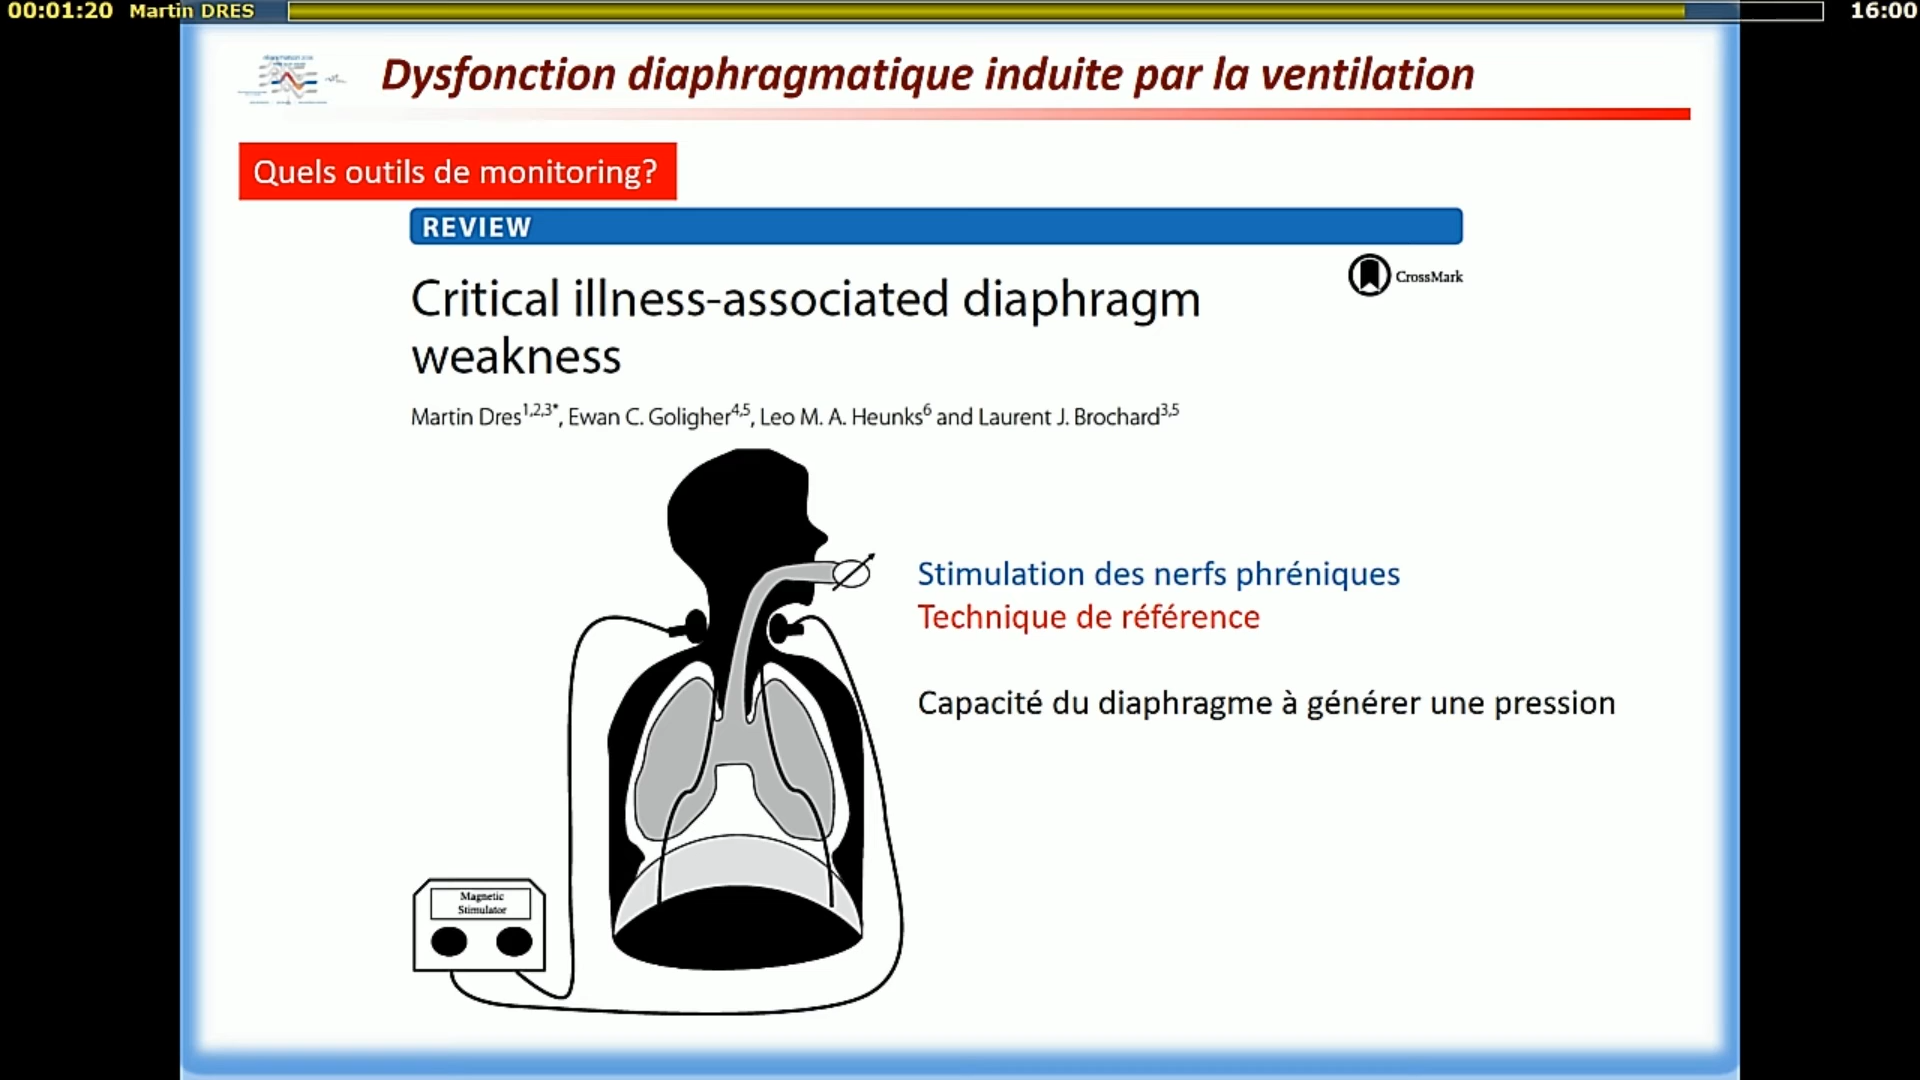 00:01:20 Martin DRES 16:00
Dysfonction diaphragmatique induite par la ventilation
Quels outils de monitoring?
REVIEW
CrossMark
Critical illness-associated diaphragm
weakness
Martin Dres1,2,3*, Ewan C. Goligher4,5, Leo M. A. Heunks6 and Laurent J. Brochard3,5
Stimulation des nerfs phréniques
Technique de référence
Capacité du diaphragme à générer une pression
Magnetic
Stimulator